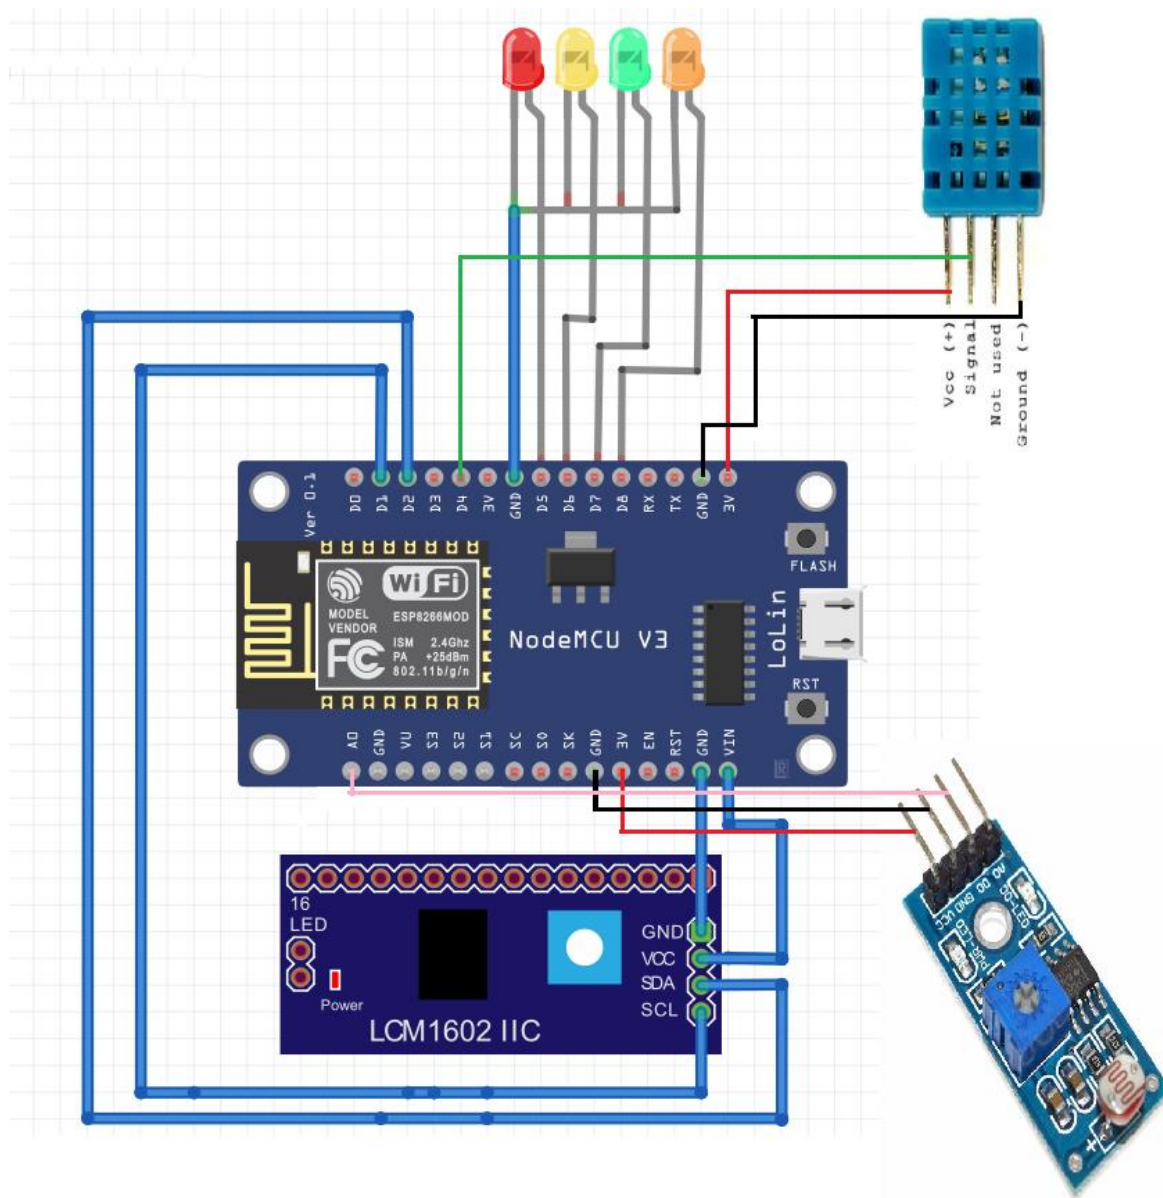 Vcc (+)
Signal
Not used
Ground (-)
Ver 0.1
D0
D1
D2
D3
D4
3V
GND
D5
D6
D7
D8
RX
TX
GND
3V
FLASH
WiFi
MODEL
VENDOR
ESP8266MOD
FC
ISM 2.4Ghz
PA +25dBm
802.11b/g/n
NodeMCU V3
LoLin
RST
A0
GND
VU
S3
S2
S1
SC
S0
SK
GND
3V
EN
RST
GND
VIN
16
LED
Power
GND
VCC
SDA
SCL
LCM1602 IIC
AO
DO
GND
VCC
PWR-LED
+